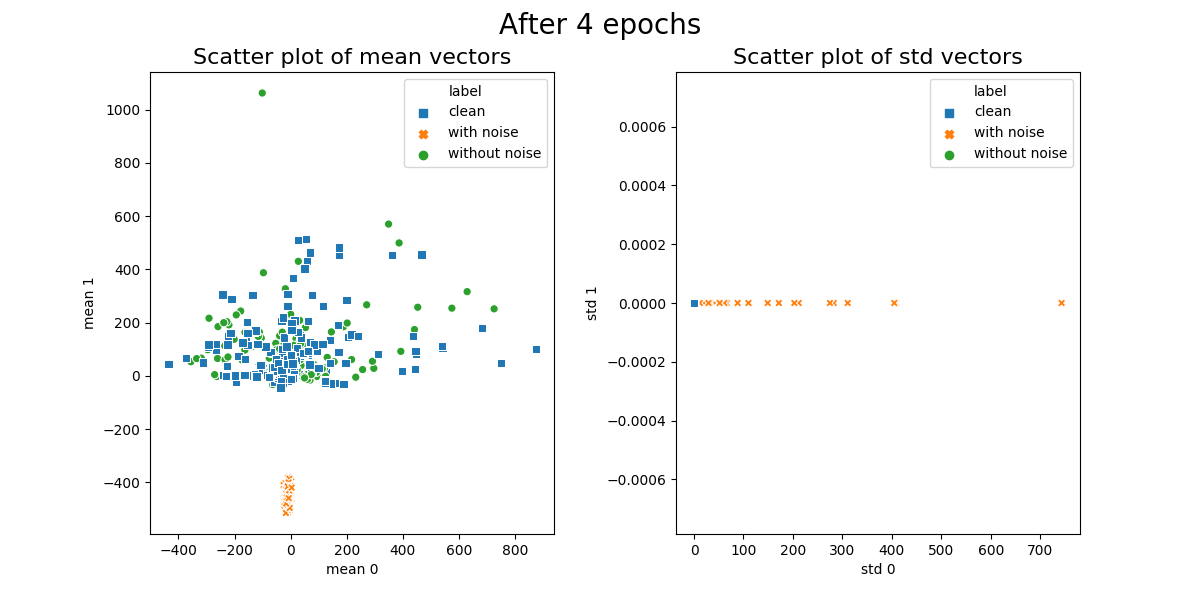 After 4 epochs
Scatter plot of mean vectors
label
clean
with noise
without noise
1000
800
600
400
200
0
−200
−400
mean 1
−400
−200
0
200
400
600
800
mean 0
Scatter plot of std vectors
label
clean
with noise
without noise
0.0006
0.0004
0.0002
0.0000
−0.0002
−0.0004
−0.0006
std 1
0
100
200
300
400
500
600
700
std 0